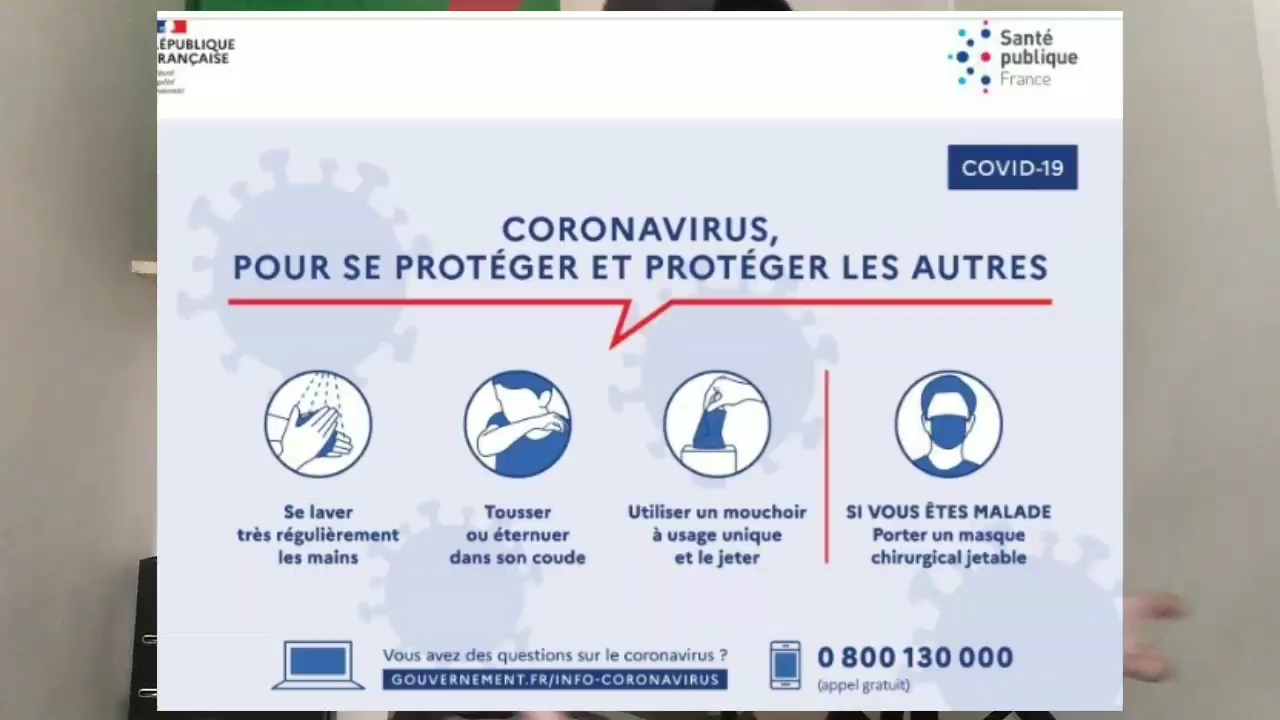 ÉPUBLIQUE
RANÇAISE
Santé
publique
France
COVID-19
CORONAVIRUS,
POUR SE PROTÉGER ET PROTÉGER LES AUTRES
Se laver
très régulièrement
les mains
Tousser
ou éternuer
dans son coude
Utiliser un mouchoir
à usage unique
et le jeter
SI VOUS ÊTES MALADE
Porter un masque
chirurgical jetable
Vous avez des questions sur le coronavirus ?
GOUVERNEMENT.FR/INFO-CORONAVIRUS
0 800 130 000
(appel gratuit)